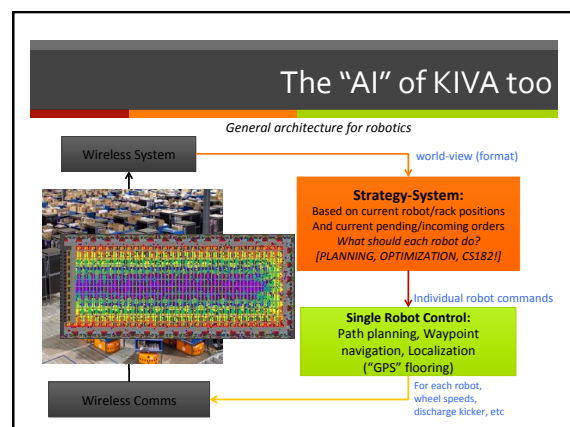 The “AI” of KIVA too
General architecture for robotics
Wireless System
world-view (format)
Strategy-System:
Based on current robot/rack positions
And current pending/incoming orders
What should each robot do?
[PLANNING, OPTIMIZATION, CS182!]
Individual robot commands
Single Robot Control:
Path planning, Waypoint
navigation, Localization
(“GPS” flooring)
For each robot,
wheel speeds,
discharge kicker, etc
Wireless Comms